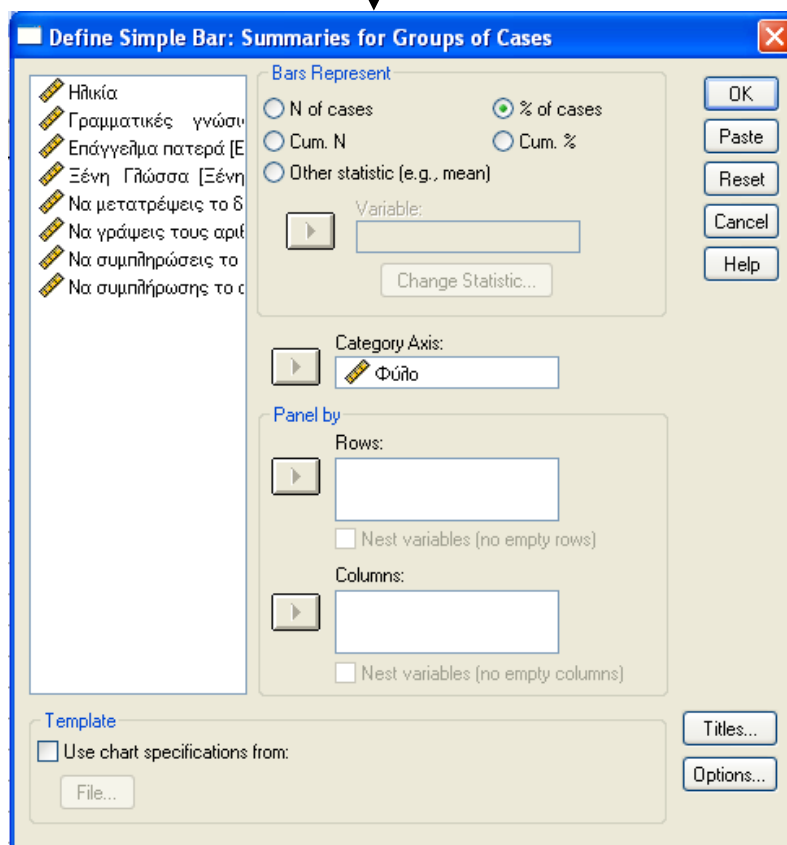 Define Simple Bar: Summaries for Groups of Cases
Ηλικία
Γραμματικές γνώσι
Επάγγελμα πατερά [Ε
Ξένη Γλώσσα [Ξένη
Να μετατρέψεις το δ
Να γράψεις τους αριθ
Να συμπληρώσεις το
Να συμπλήρωσης το α
Bars Represent
N of cases
% of cases
Cum. N
Cum. %
Other statistic (e.g., mean)
Variable:
Change Statistic...
Category Axis:
Φύλο
Panel by
Rows:
Nest variables (no empty rows)
Columns:
Nest variables (no empty columns)
OK
Paste
Reset
Cancel
Help
Template
Use chart specifications from:
File...
Titles...
Options...